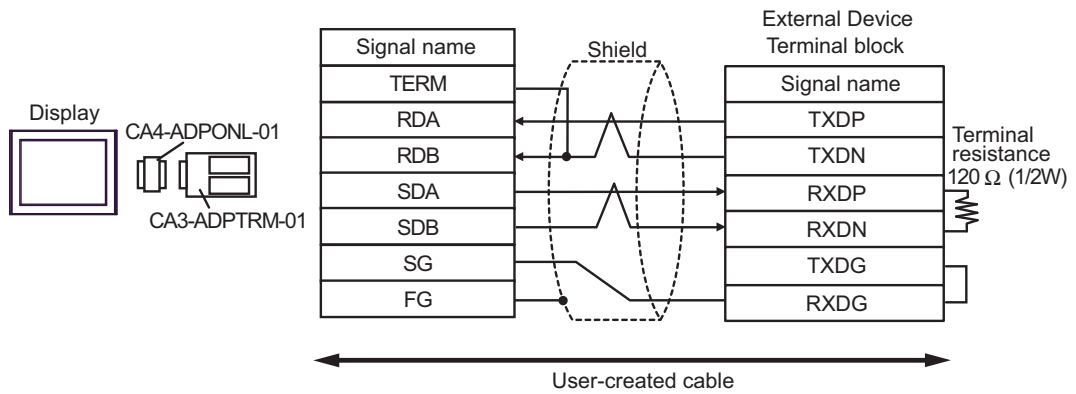 External Device
Terminal block
Signal name
Shield
Signal name
TERM
TXDP
RDA
Display
CA4-ADPONL-01
TXDN
RDB
Terminal
resistance
120 Ω (1/2W)
RXDP
SDA
CA3-ADPTRM-01
RXDN
SDB
TXDG
SG
RXDG
FG
User-created cable